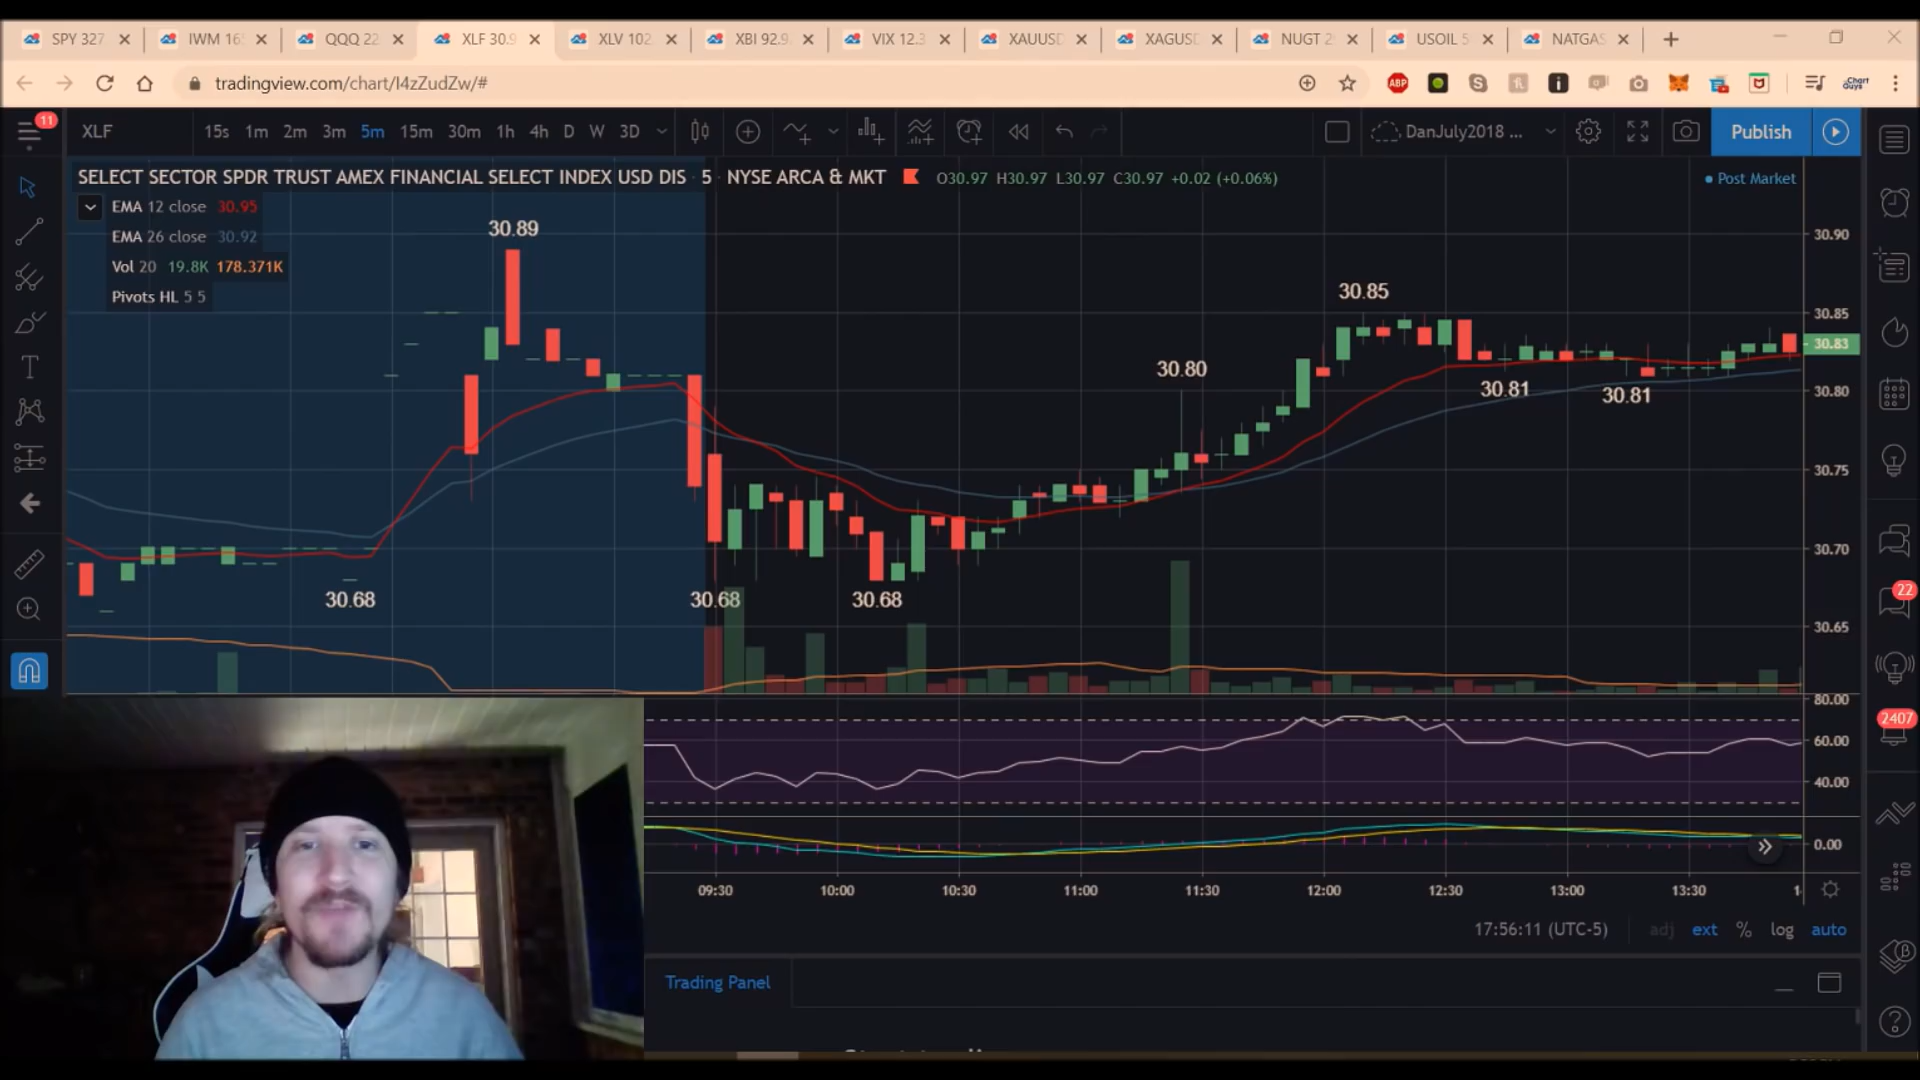 SPY 327
IWM 16
QQQ 22
XLF 30.9
XLV 102
XBI 92.9
VIX 12.3
XAUUSD
XAGUSD
NUGT 2
USOIL 5
NATGAS
tradingview.com/chart/I4zZudZw/#
ABP
Chart Guys
11
XLF
15s 1m 2m 3m 5m 15m 30m 1h 4h D W 3D
DanJuly2018 ...
Publish
SELECT SECTOR SPDR TRUST AMEX FINANCIAL SELECT INDEX USD DIS · 5 · NYSE ARCA & MKT
O30.97 H30.97 L30.97 C30.97 +0.02 (+0.06%)
Post Market
EMA 12 close 30.95
EMA 26 close 30.92
Vol 20 19.8K 178.371K
Pivots HL 5 5
30.89
30.85
30.80
30.81
30.81
30.68
30.68
30.68
30.90
30.85
30.83
30.80
30.75
30.70
30.65
80.00
60.00
40.00
0.00
22
2407
09:30 10:00 10:30 11:00 11:30 12:00 12:30 13:00 13:30
17:56:11 (UTC-5)
adj ext % log auto
Trading Panel